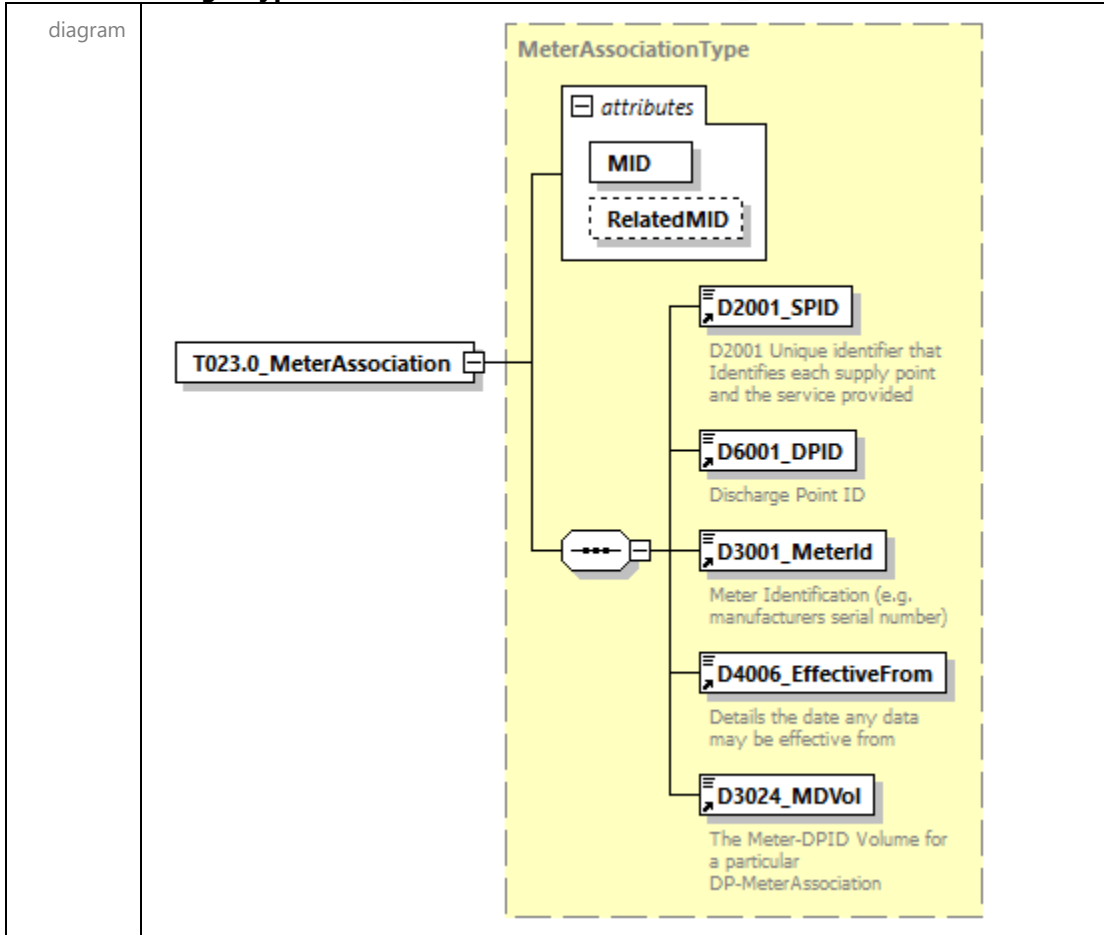 diagram
MeterAssociationType
attributes
MID
RelatedMID
T023.0_MeterAssociation
D2001_SPID
D2001 Unique identifier that
Identifies each supply point
and the service provided
D6001_DPID
Discharge Point ID
D3001_MeterId
Meter Identification (e.g.
manufacturers serial number)
D4006_EffectiveFrom
Details the date any data
may be effective from
D3024_MDVol
The Meter-DPID Volume for
a particular
DP-MeterAssociation